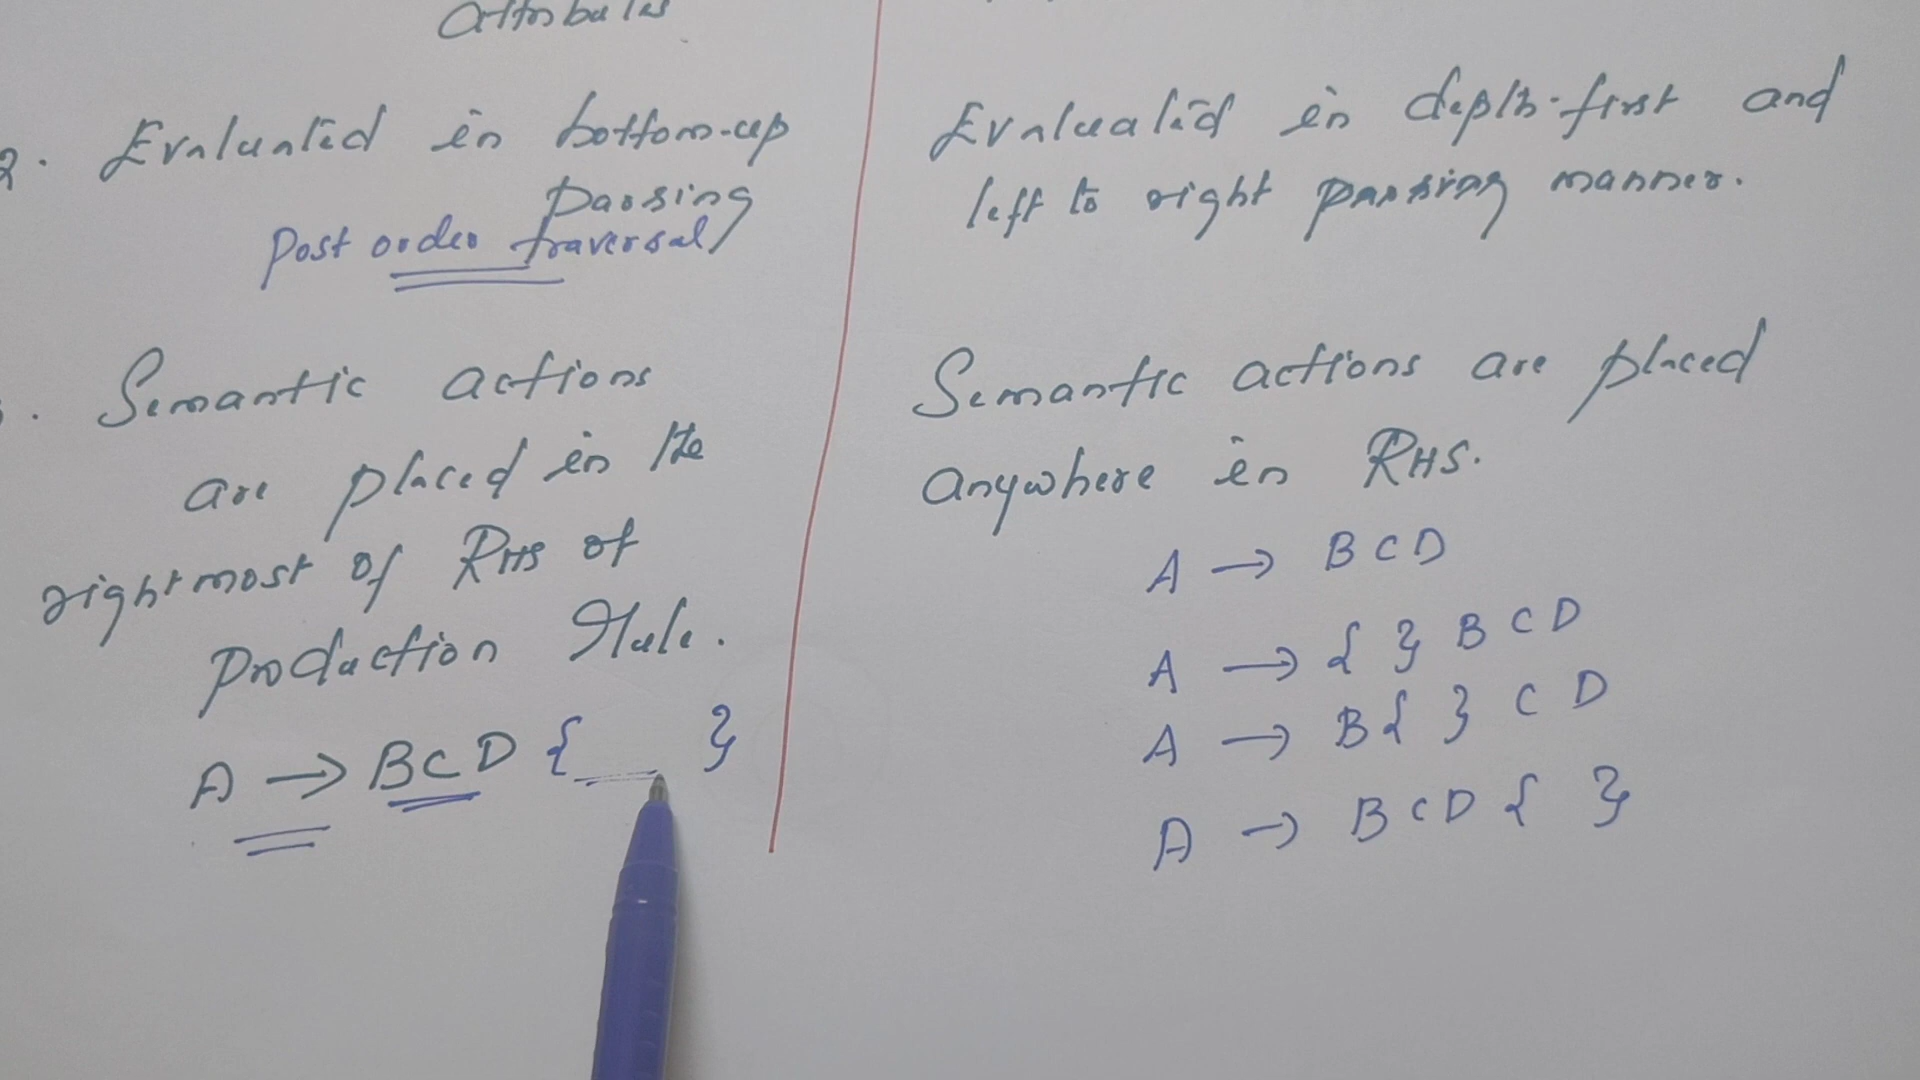 Attributes
2. Evaluated in bottom-up
parsing
Post order traversal
Semantic actions
are placed in the
rightmost of RHS of
production Rule.
A → BCD { }
Evaluated in depth-first and
left to right parsing manner.
Semantic actions are placed
anywhere in RHS.
A → BCD
A → { } BCD
A → B{ } CD
A → BCD { }